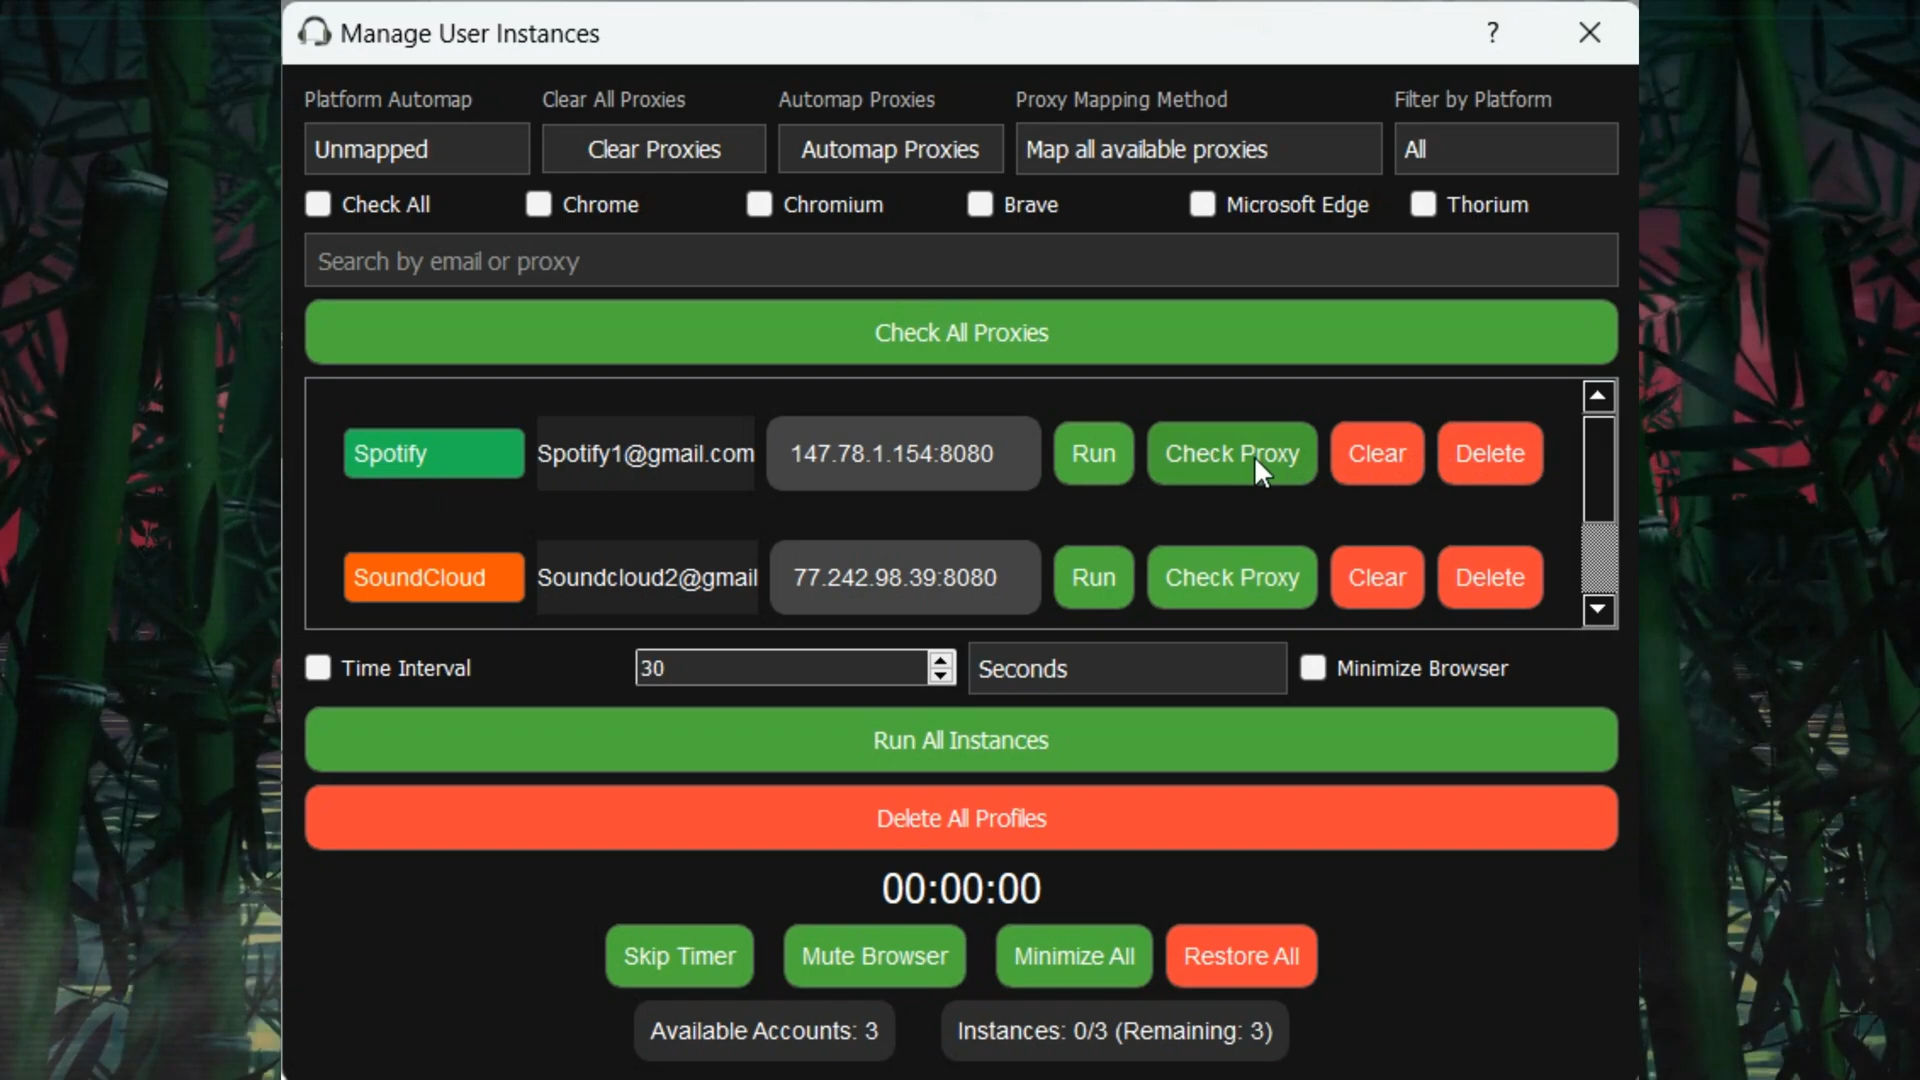 Manage User Instances ?
Platform Automap Clear All Proxies Automap Proxies Proxy Mapping Method Filter by Platform
Unmapped Clear Proxies Automap Proxies Map all available proxies All
Check All Chrome Chromium Brave Microsoft Edge Thorium
Search by email or proxy
Check All Proxies
Spotify Spotify1@gmail.com 147.78.1.154:8080 Run Check Proxy Clear Delete
SoundCloud Soundcloud2@gmail 77.242.98.39:8080 Run Check Proxy Clear Delete
Time Interval 30 Seconds Minimize Browser
Run All Instances
Delete All Profiles
00:00:00
Skip Timer Mute Browser Minimize All Restore All
Available Accounts: 3 Instances: 0/3 (Remaining: 3)